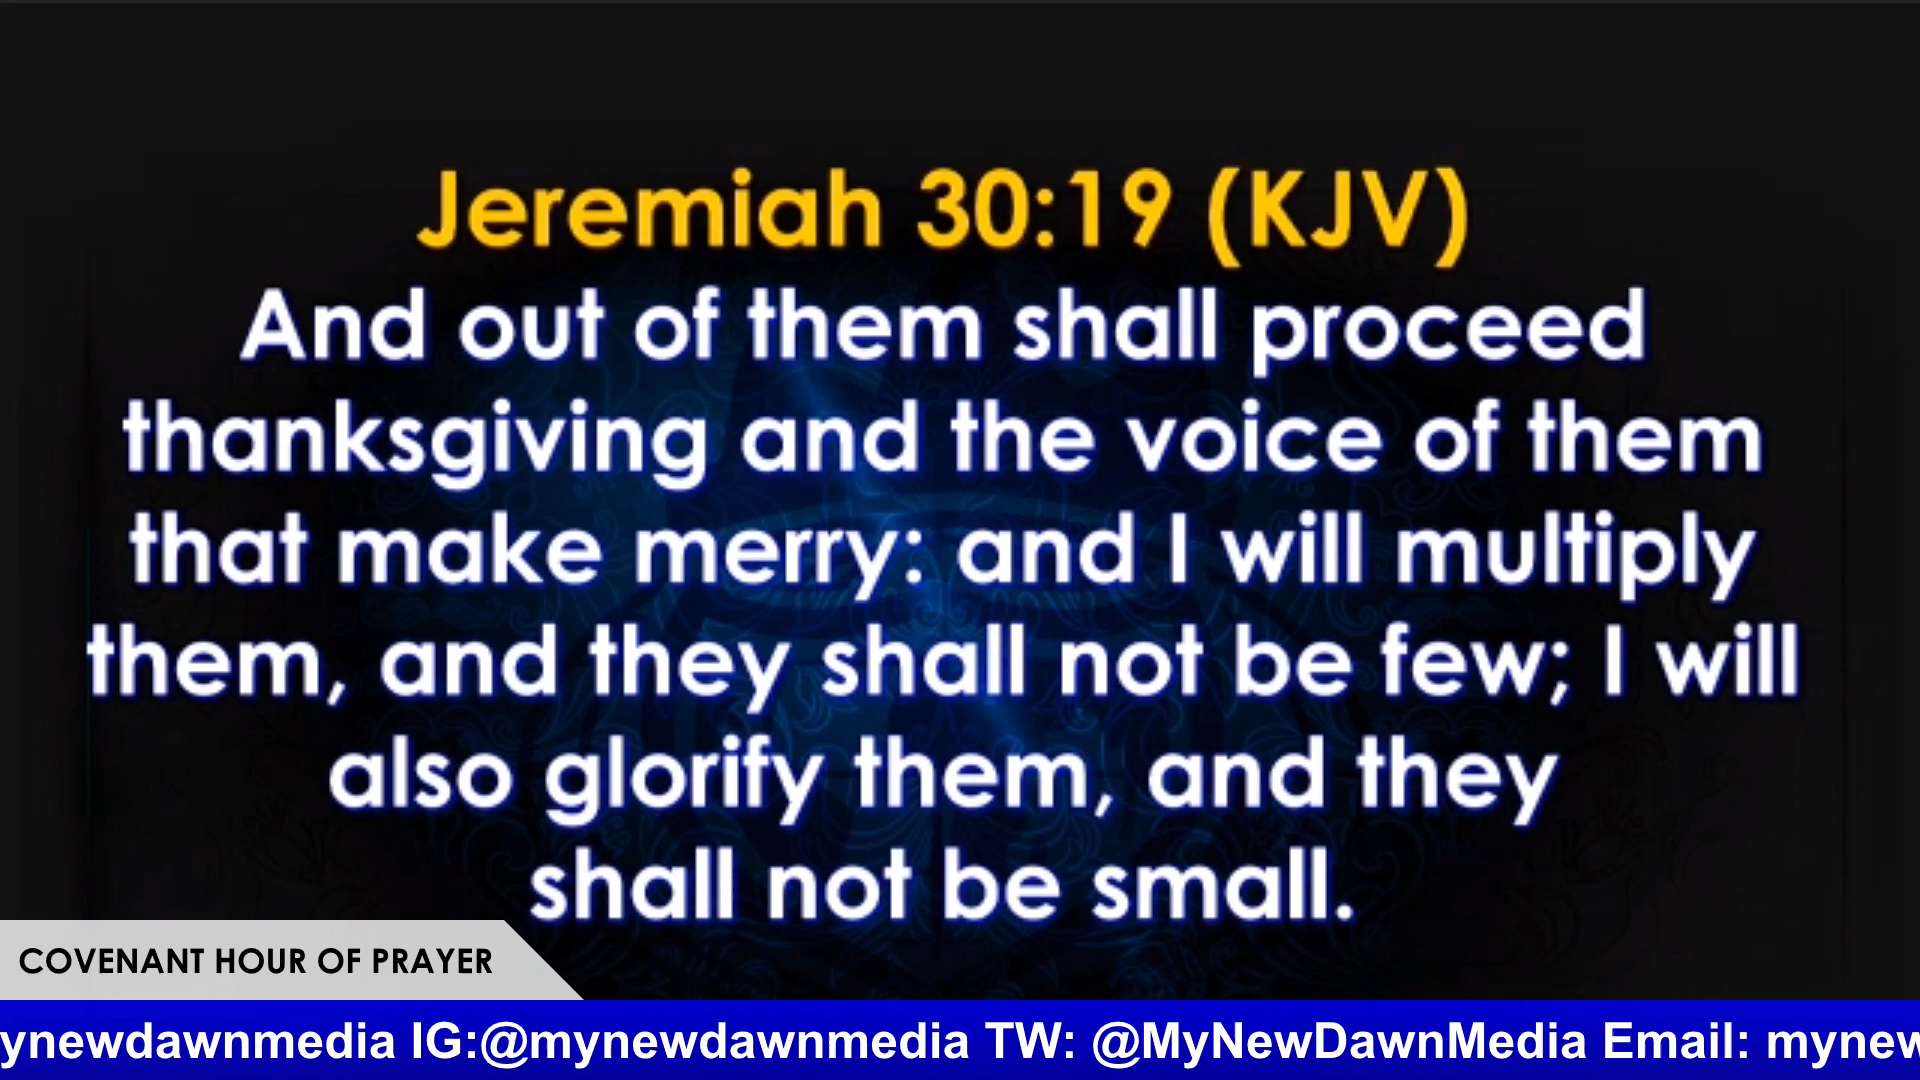 Jeremiah 30:19 (KJV)
And out of them shall proceed
thanksgiving and the voice of them
that make merry: and I will multiply
them, and they shall not be few; I will
also glorify them, and they
shall not be small.
COVENANT HOUR OF PRAYER
ynewdawnmedia IG:@mynewdawnmedia TW: @MyNewDawnMedia Email: mynew